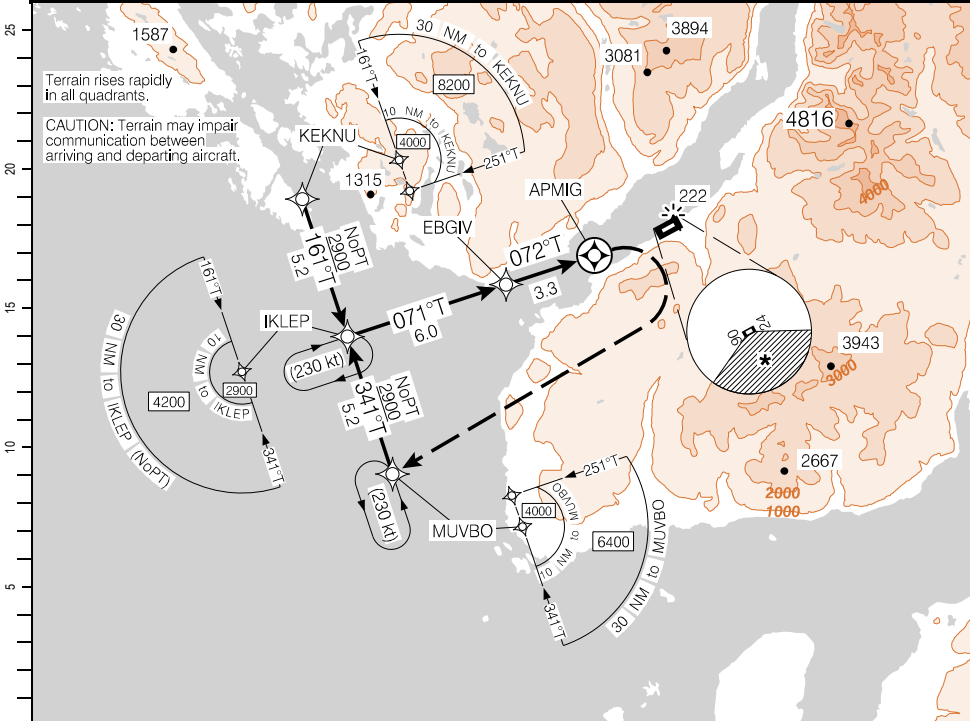 25
20
15
10
5
1587
Terrain rises rapidly
in all quadrants.
CAUTION: Terrain may impair
communication between
arriving and departing aircraft.
30 NM to KEKNU
8200
161°T
10 NM to KEKNU
4000
251°T
KEKNU
1315
3894
3081
4816
4000
APMIG
222
EBGIV
NoPT
2900
161°T
5.2
072°T
3.3
071°T
6.0
IKLEP
(230 kt)
161°T
10 NM to IKLEP
2900
4200
30 NM to IKLEP (NoPT)
341°T
NoPT
2900
341°T
5.2
06
24
*
3943
3000
2667
2000
1000
(230 kt)
MUVBO
251°T
4000
10 NM to MUVBO
6400
30 NM to MUVBO
341°T